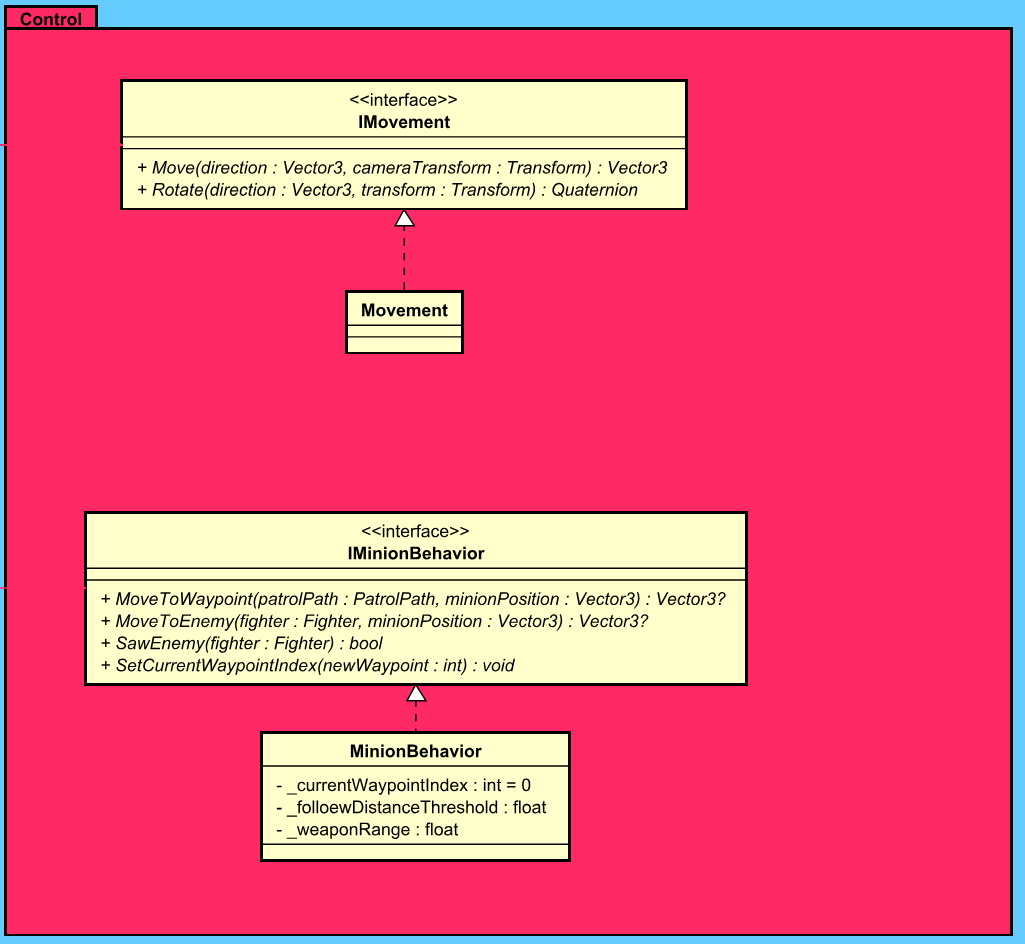 Control
<<interface>>
IMovement
+ Move(direction : Vector3, cameraTransform : Transform) : Vector3
+ Rotate(direction : Vector3, transform : Transform) : Quaternion
Movement
<<interface>>
IMinionBehavior
+ MoveToWaypoint(patrolPath : PatrolPath, minionPosition : Vector3) : Vector3?
+ MoveToEnemy(fighter : Fighter, minionPosition : Vector3) : Vector3?
+ SawEnemy(fighter : Fighter) : bool
+ SetCurrentWaypointIndex(newWaypoint : int) : void
MinionBehavior
- _currentWaypointIndex : int = 0
- _folloewDistanceThreshold : float
- _weaponRange : float